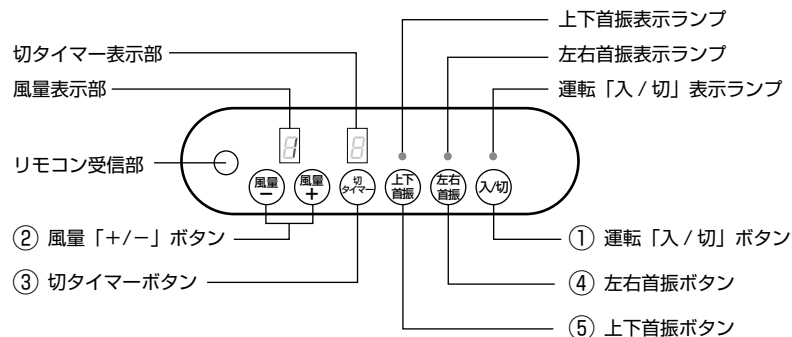 上下首振表示ランプ
切タイマー表示部
左右首振表示ランプ
風量表示部
運転「入 / 切」表示ランプ
リモコン受信部
風量
−
風量
+
切
タイマー
上下
首振
左右
首振
入/切
② 風量「+/−」ボタン
① 運転「入 / 切」ボタン
③ 切タイマーボタン
④ 左右首振ボタン
⑤ 上下首振ボタン